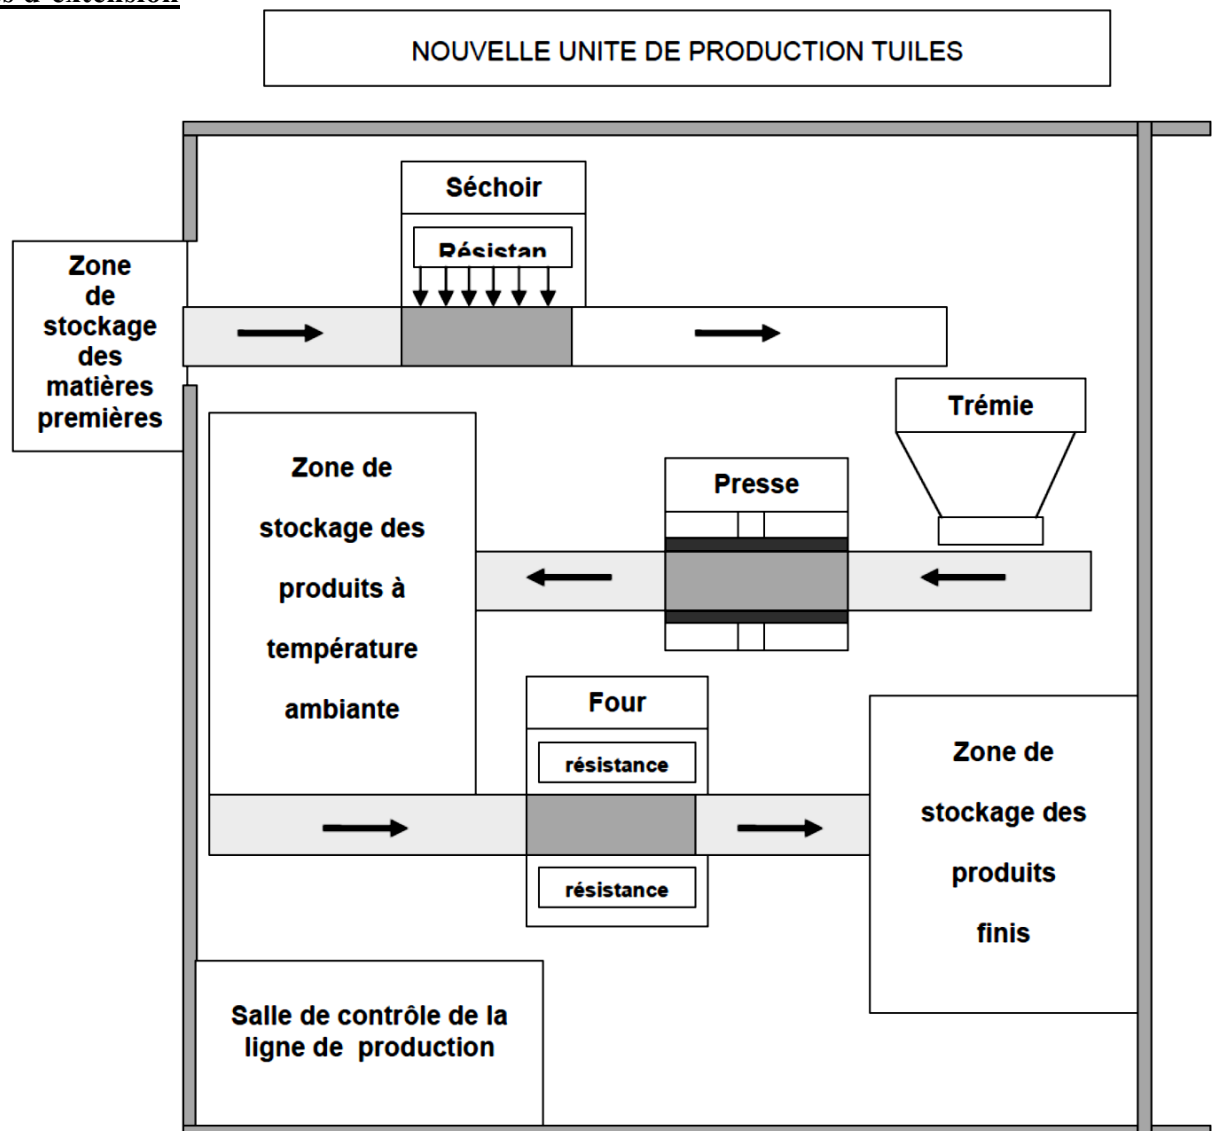 s d'extension
NOUVELLE UNITE DE PRODUCTION TUILES
Séchoir
Résistan
Zone
de
stockage
des
matières
premières
Trémie
Zone de
stockage des
produits à
température
ambiante
Presse
Four
résistance
résistance
Zone de
stockage des
produits
finis
Salle de contrôle de la
ligne de production